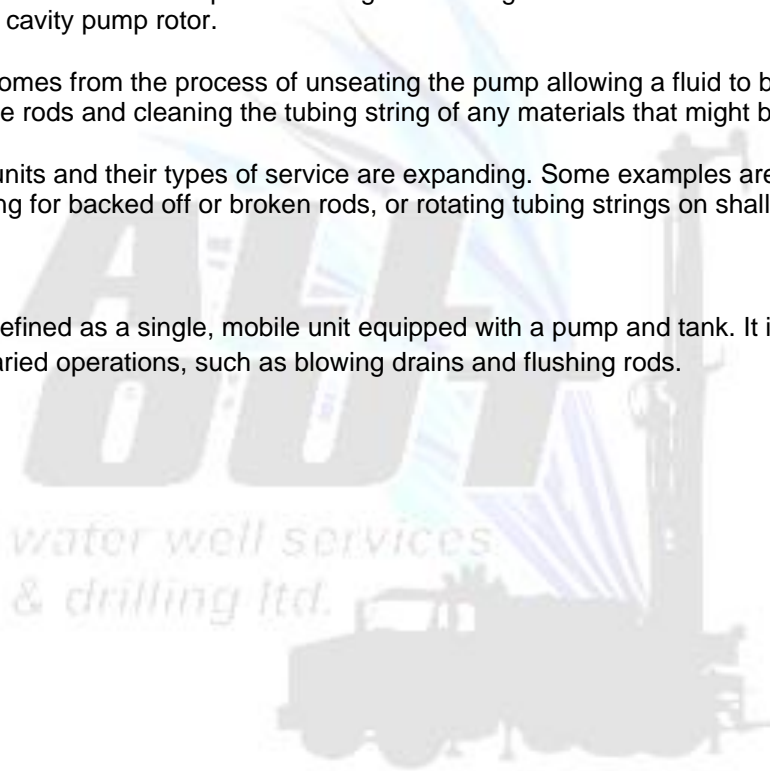 cavity pump rotor.
omes from the process of unseating the pump allowing a fluid to b
e rods and cleaning the tubing string of any materials that might b
units and their types of service are expanding. Some examples are
ng for backed off or broken rods, or rotating tubing strings on shall
efined as a single, mobile unit equipped with a pump and tank. It i
aried operations, such as blowing drains and flushing rods.
ALL
OUT
water well services
& drilling ltd.